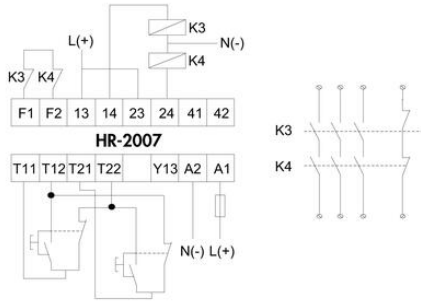 K3
L(+)
N(-)
K3 K4
K4
F1 F2 13 14 23 24 41 42
HR-2007
T11 T12 T21 T22 Y13 A2 A1
N(-) L(+)
K3
K4